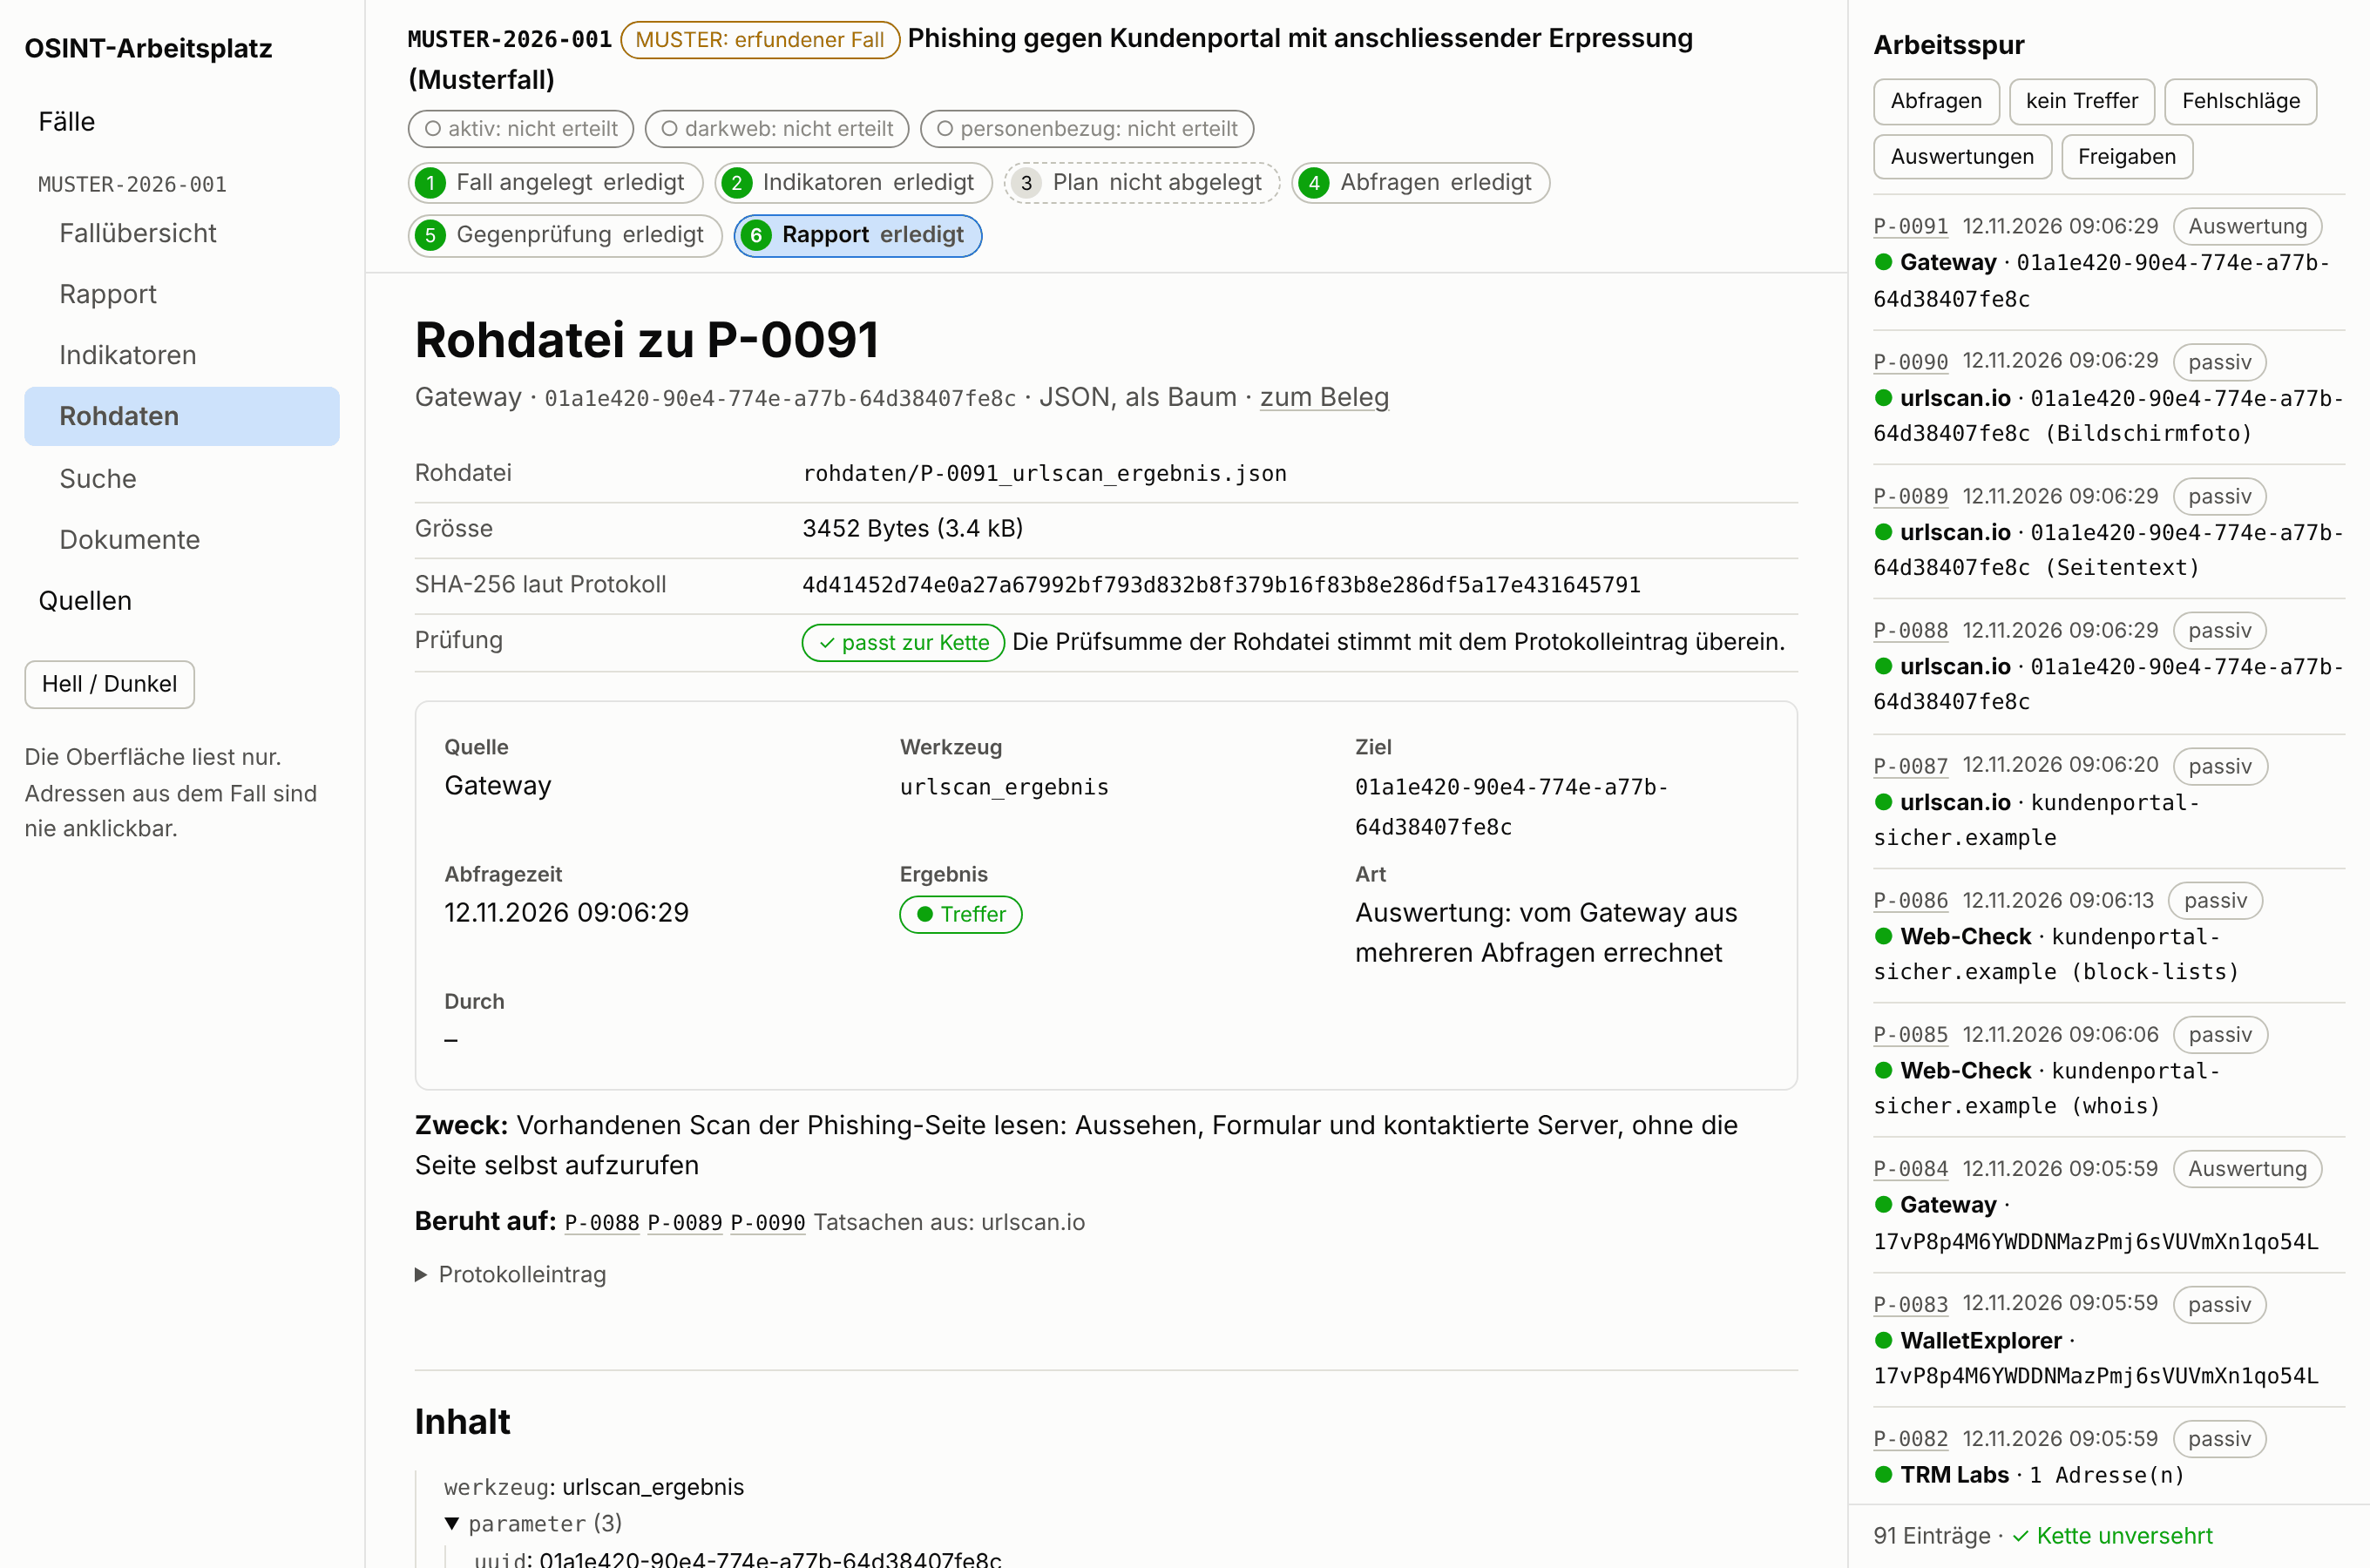 OSINT-Arbeitsplatz
Fälle
MUSTER-2026-001
Fallübersicht
Rapport
Indikatoren
Rohdaten
Suche
Dokumente
Quellen
Hell / Dunkel
Die Oberfläche liest nur.
Adressen aus dem Fall sind
nie anklickbar.
MUSTER-2026-001 MUSTER: erfundener Fall Phishing gegen Kundenportal mit anschliessender Erpressung
(Musterfall)
aktiv: nicht erteilt darkweb: nicht erteilt personenbezug: nicht erteilt
1 Fall angelegt erledigt 2 Indikatoren erledigt 3 Plan nicht abgelegt 4 Abfragen erledigt
5 Gegenprüfung erledigt 6 Rapport erledigt
Rohdatei zu P-0091
Gateway · 01a1e420-90e4-774e-a77b-64d38407fe8c · JSON, als Baum · zum Beleg
Rohdatei rohdaten/P-0091_urlscan_ergebnis.json
Grösse 3452 Bytes (3.4 kB)
SHA-256 laut Protokoll 4d41452d74e0a27a67992bf793d832b8f379b16f83b8e286df5a17e431645791
Prüfung ✓ passt zur Kette Die Prüfsumme der Rohdatei stimmt mit dem Protokolleintrag überein.
Quelle Werkzeug Ziel
Gateway urlscan_ergebnis 01a1e420-90e4-774e-a77b-
64d38407fe8c
Abfragezeit Ergebnis Art
12.11.2026 09:06:29 Treffer Auswertung: vom Gateway aus
mehreren Abfragen errechnet
Durch
–
Zweck: Vorhandenen Scan der Phishing-Seite lesen: Aussehen, Formular und kontaktierte Server, ohne die
Seite selbst aufzurufen
Beruht auf: P-0088 P-0089 P-0090 Tatsachen aus: urlscan.io
▶ Protokolleintrag
Inhalt
werkzeug: urlscan_ergebnis
▼ parameter (3)
uuid: 01a1e420-90e4-774e-a77b-64d38407fe8c
Arbeitsspur
Abfragen kein Treffer Fehlschläge
Auswertungen Freigaben
P-0091 12.11.2026 09:06:29 Auswertung
Gateway · 01a1e420-90e4-774e-a77b-
64d38407fe8c
P-0090 12.11.2026 09:06:29 passiv
urlscan.io · 01a1e420-90e4-774e-a77b-
64d38407fe8c (Bildschirmfoto)
P-0089 12.11.2026 09:06:29 passiv
urlscan.io · 01a1e420-90e4-774e-a77b-
64d38407fe8c (Seitentext)
P-0088 12.11.2026 09:06:29 passiv
urlscan.io · 01a1e420-90e4-774e-a77b-
64d38407fe8c
P-0087 12.11.2026 09:06:20 passiv
urlscan.io · kundenportal-
sicher.example
P-0086 12.11.2026 09:06:13 passiv
Web-Check · kundenportal-
sicher.example (block-lists)
P-0085 12.11.2026 09:06:06 passiv
Web-Check · kundenportal-
sicher.example (whois)
P-0084 12.11.2026 09:05:59 Auswertung
Gateway ·
17vP8p4M6YWDDNMazPmj6sVUVmXn1qo54L
P-0083 12.11.2026 09:05:59 passiv
WalletExplorer ·
17vP8p4M6YWDDNMazPmj6sVUVmXn1qo54L
P-0082 12.11.2026 09:05:59 passiv
TRM Labs · 1 Adresse(n)
91 Einträge · ✓ Kette unversehrt